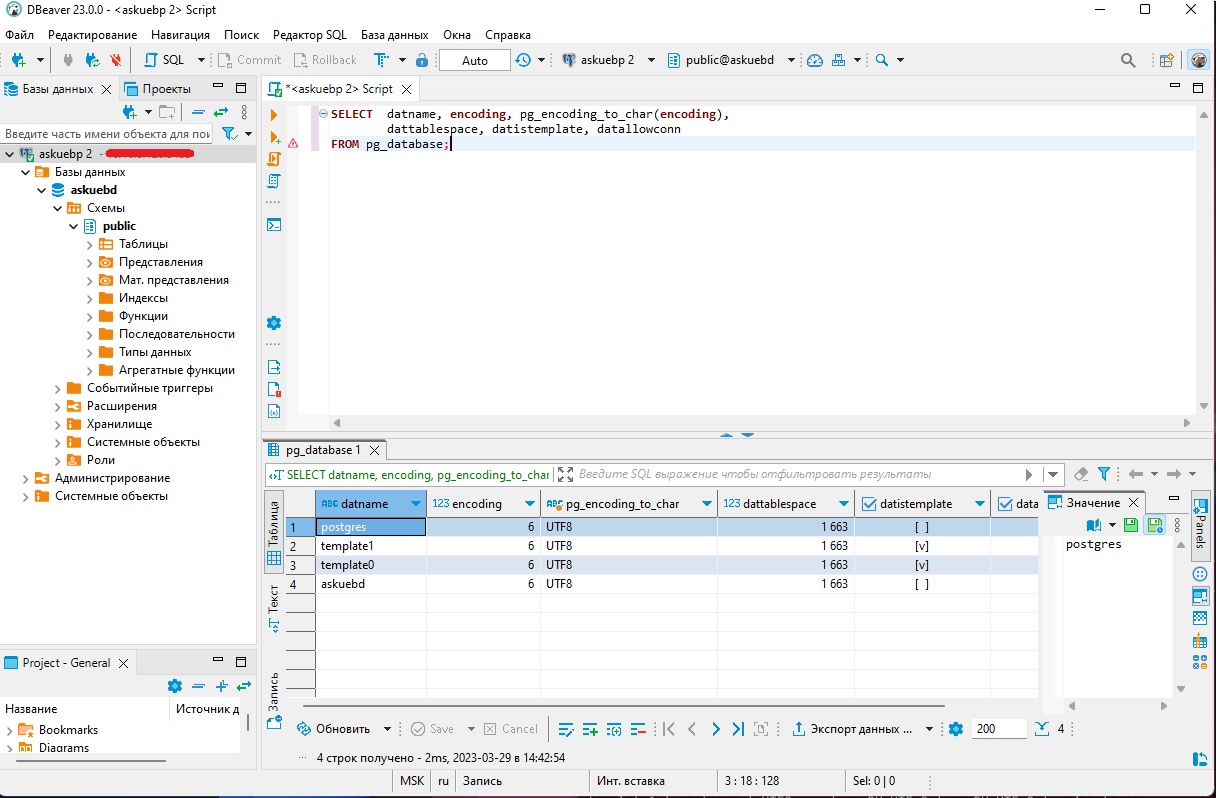 DBeaver 23.0.0 - <askuebp 2> Script
Файл Редактирование Навигация Поиск Редактор SQL База данных Окна Справка
SQL Commit Rollback Auto askuebp 2 public@askuebd
Базы данных Проекты
Введите часть имени объекта для пои
askuebp 2 -
Базы данных
askuebd
Схемы
public
Таблицы
Представления
Мат. представления
Индексы
Функции
Последовательности
Типы данных
Агрегатные функции
Событийные триггеры
Расширения
Хранилище
Системные объекты
Роли
Администрирование
Системные объекты
Project - General
Название Источник д
Bookmarks
Diagrams
*<askuebp 2> Script
SELECT datname, encoding, pg_encoding_to_char(encoding),
dattablespace, datistemplate, datallowconn
FROM pg_database;
pg_database 1
SELECT datname, encoding, pg_encoding_to_char Введите SQL выражение чтобы отфильтровать результаты
Таблица
Текст
Запись
ABC datname 123 encoding ABC pg_encoding_to_char 123 dattablespace datistemplate data
1 postgres 6 UTF8 1 663 [ ]
2 template1 6 UTF8 1 663 [v]
3 template0 6 UTF8 1 663 [v]
4 askuebd 6 UTF8 1 663 [ ]
Значение
postgres
Panels
Обновить Save Cancel Экспорт данных ... 200 4
4 строк получено - 2ms, 2023-03-29 в 14:42:54
MSK ru Запись Инт. вставка 3 : 18 : 128 Sel: 0 | 0